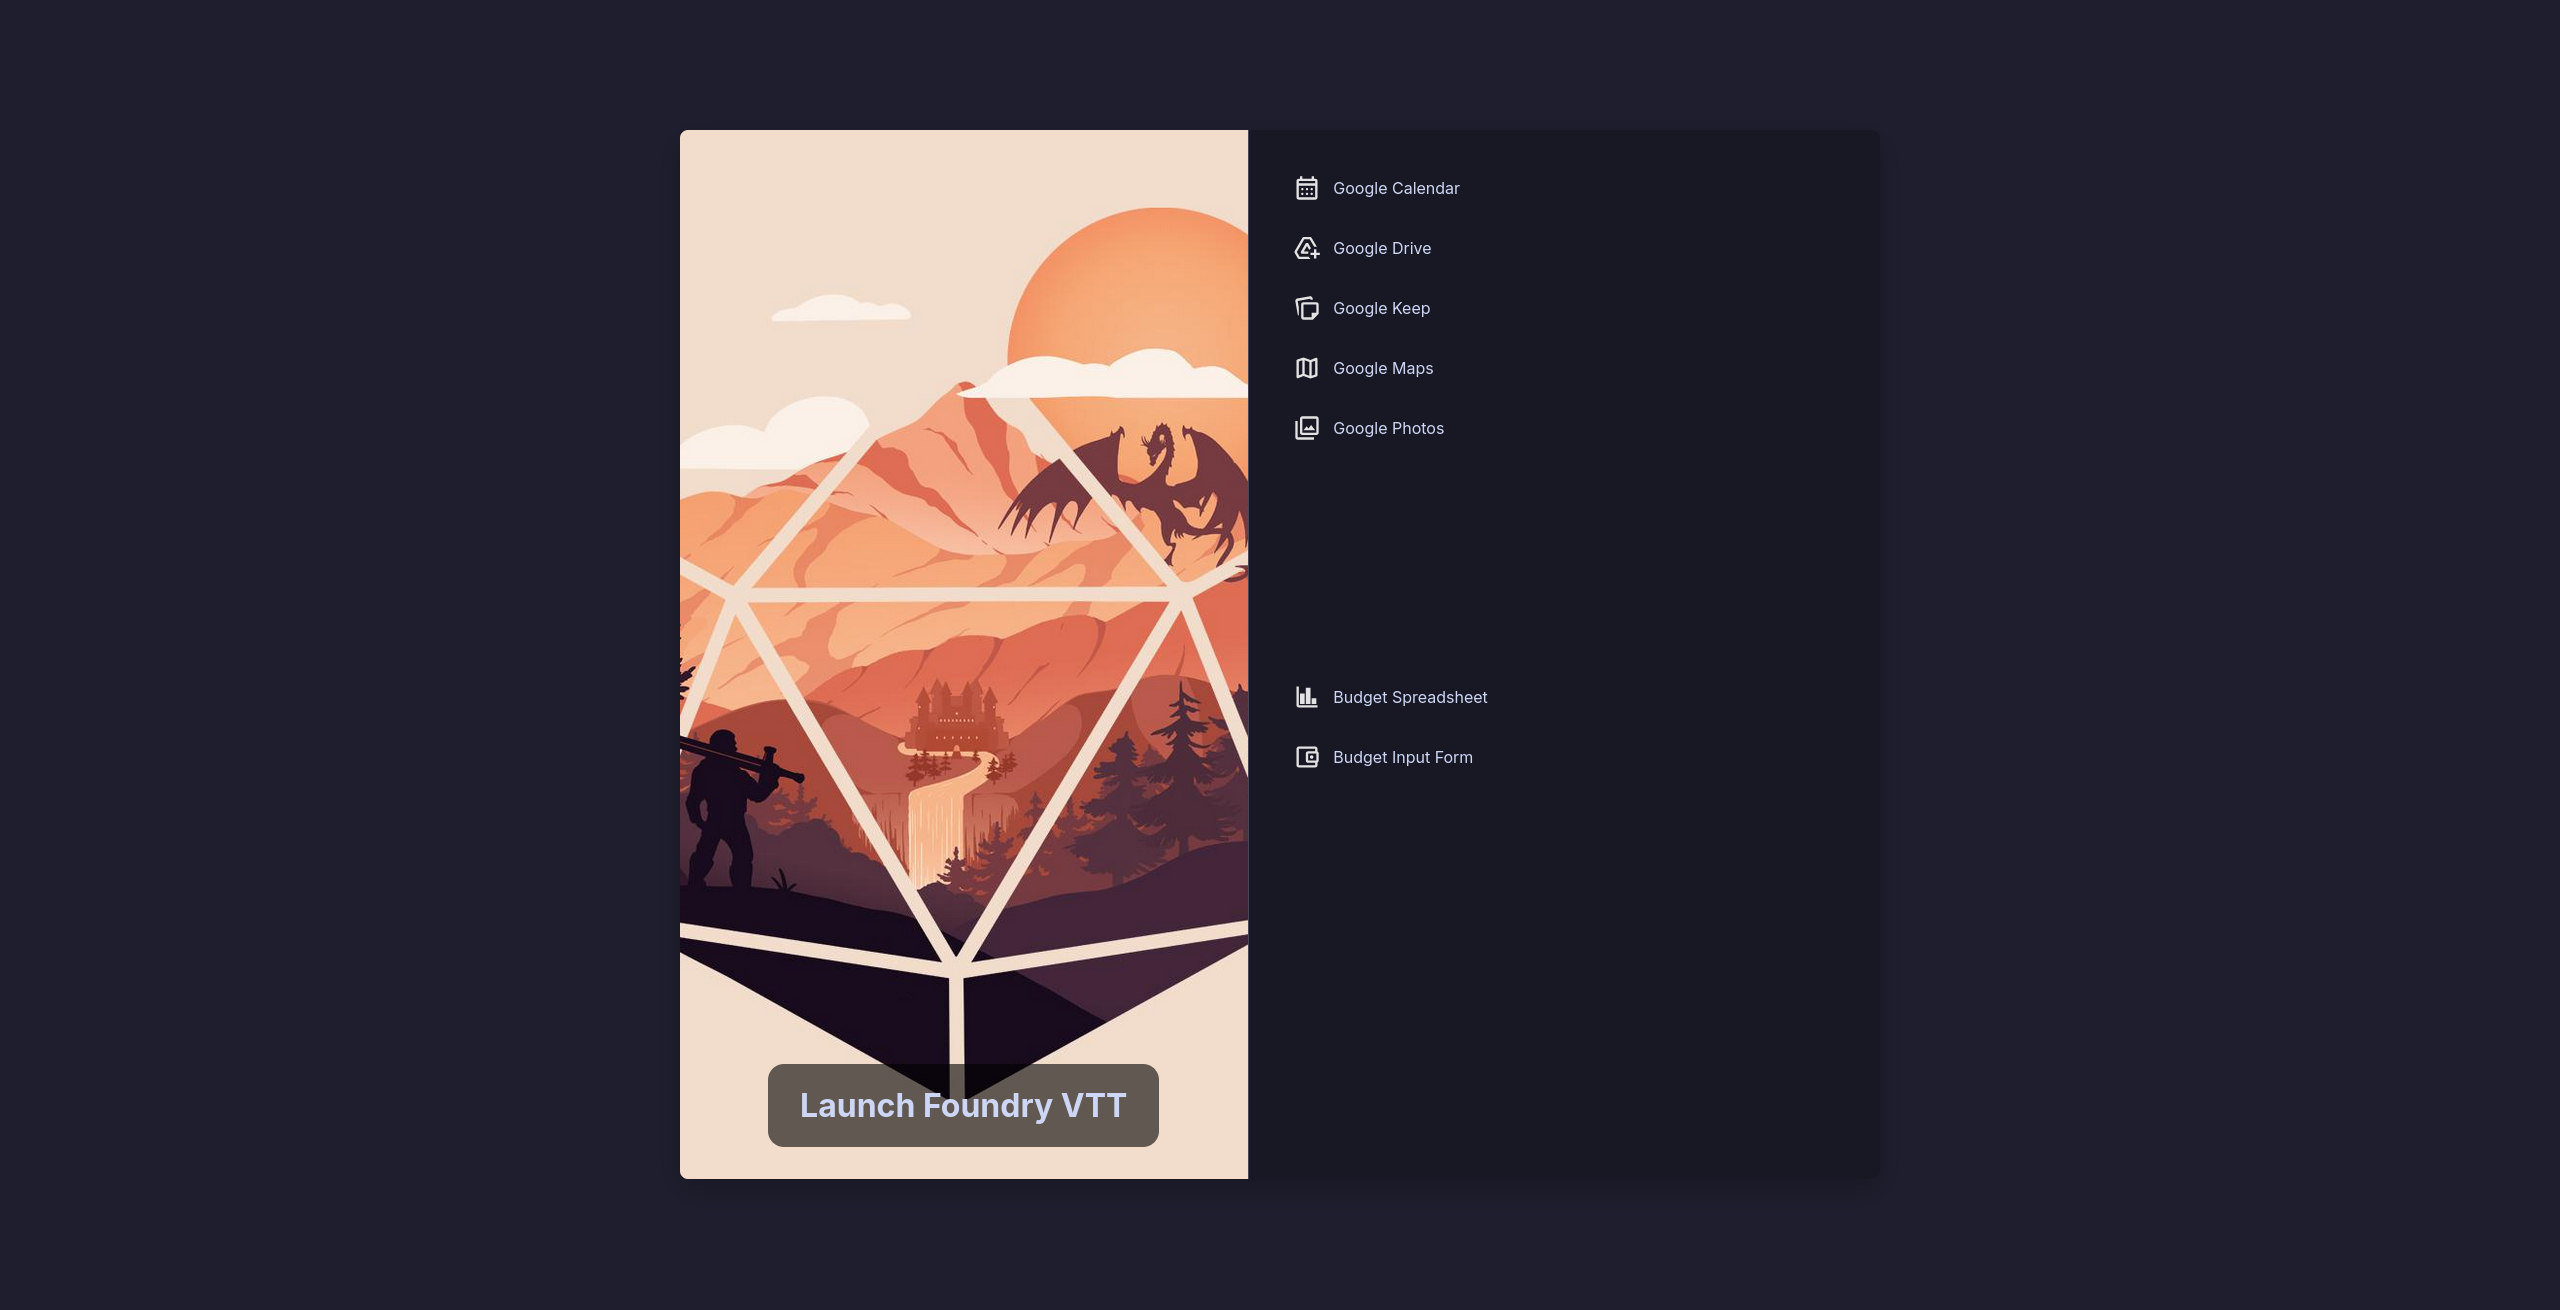 Google Calendar
Google Drive
Google Keep
Google Maps
Google Photos
Budget Spreadsheet
Budget Input Form
Launch Foundry VTT